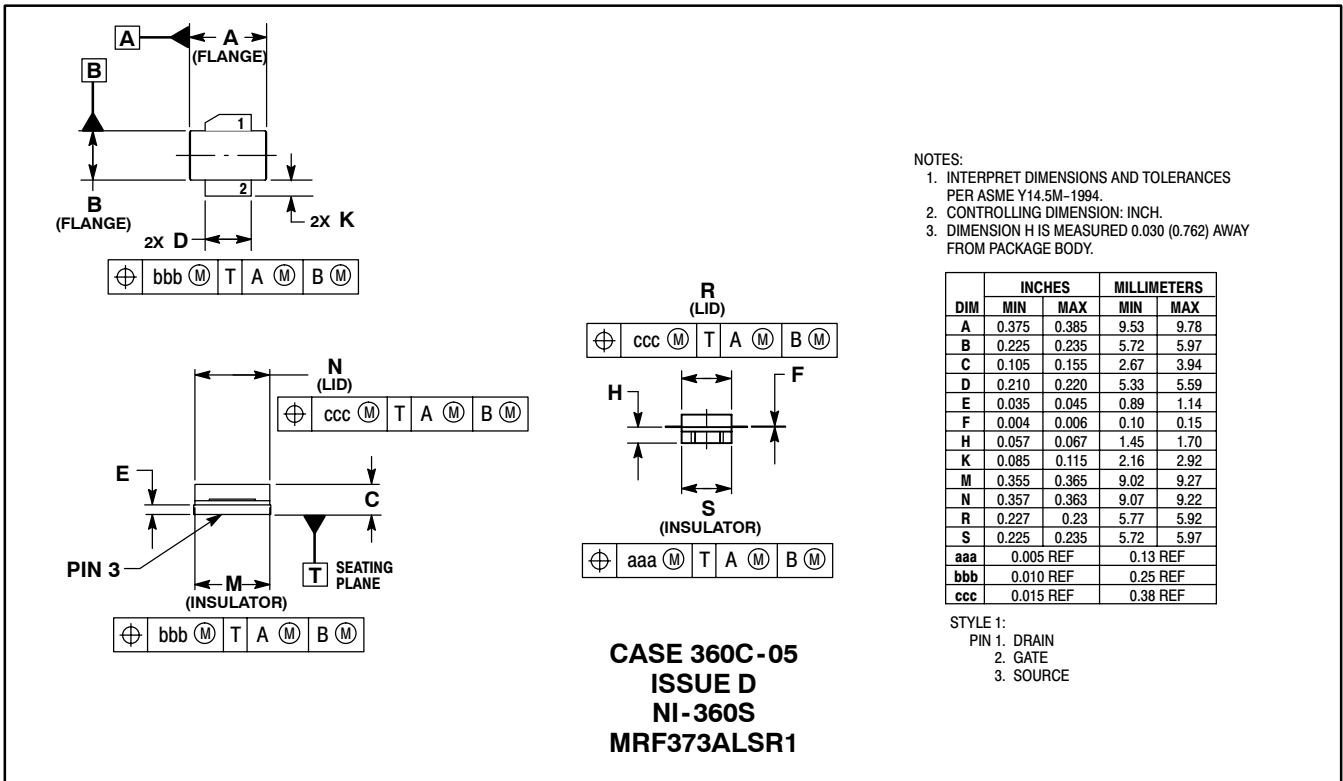 A A
(FLANGE)
B
1
2
B
(FLANGE)
2X K
2X D
⌖ bbb Ⓜ T A Ⓜ B Ⓜ
N
(LID)
⌖ ccc Ⓜ T A Ⓜ B Ⓜ
E
C
PIN 3
M
(INSULATOR)
T SEATING
PLANE
⌖ bbb Ⓜ T A Ⓜ B Ⓜ
R
(LID)
⌖ ccc Ⓜ T A Ⓜ B Ⓜ
F
H
S
(INSULATOR)
⌖ aaa Ⓜ T A Ⓜ B Ⓜ
CASE 360C-05
ISSUE D
NI-360S
MRF373ALSR1
NOTES:
1. INTERPRET DIMENSIONS AND TOLERANCES
PER ASME Y14.5M-1994.
2. CONTROLLING DIMENSION: INCH.
3. DIMENSION H IS MEASURED 0.030 (0.762) AWAY
FROM PACKAGE BODY.
INCHES MILLIMETERS
DIM MIN MAX MIN MAX
A 0.375 0.385 9.53 9.78
B 0.225 0.235 5.72 5.97
C 0.105 0.155 2.67 3.94
D 0.210 0.220 5.33 5.59
E 0.035 0.045 0.89 1.14
F 0.004 0.006 0.10 0.15
H 0.057 0.067 1.45 1.70
K 0.085 0.115 2.16 2.92
M 0.355 0.365 9.02 9.27
N 0.357 0.363 9.07 9.22
R 0.227 0.23 5.77 5.92
S 0.225 0.235 5.72 5.97
aaa 0.005 REF 0.13 REF
bbb 0.010 REF 0.25 REF
ccc 0.015 REF 0.38 REF
STYLE 1:
PIN 1. DRAIN
2. GATE
3. SOURCE